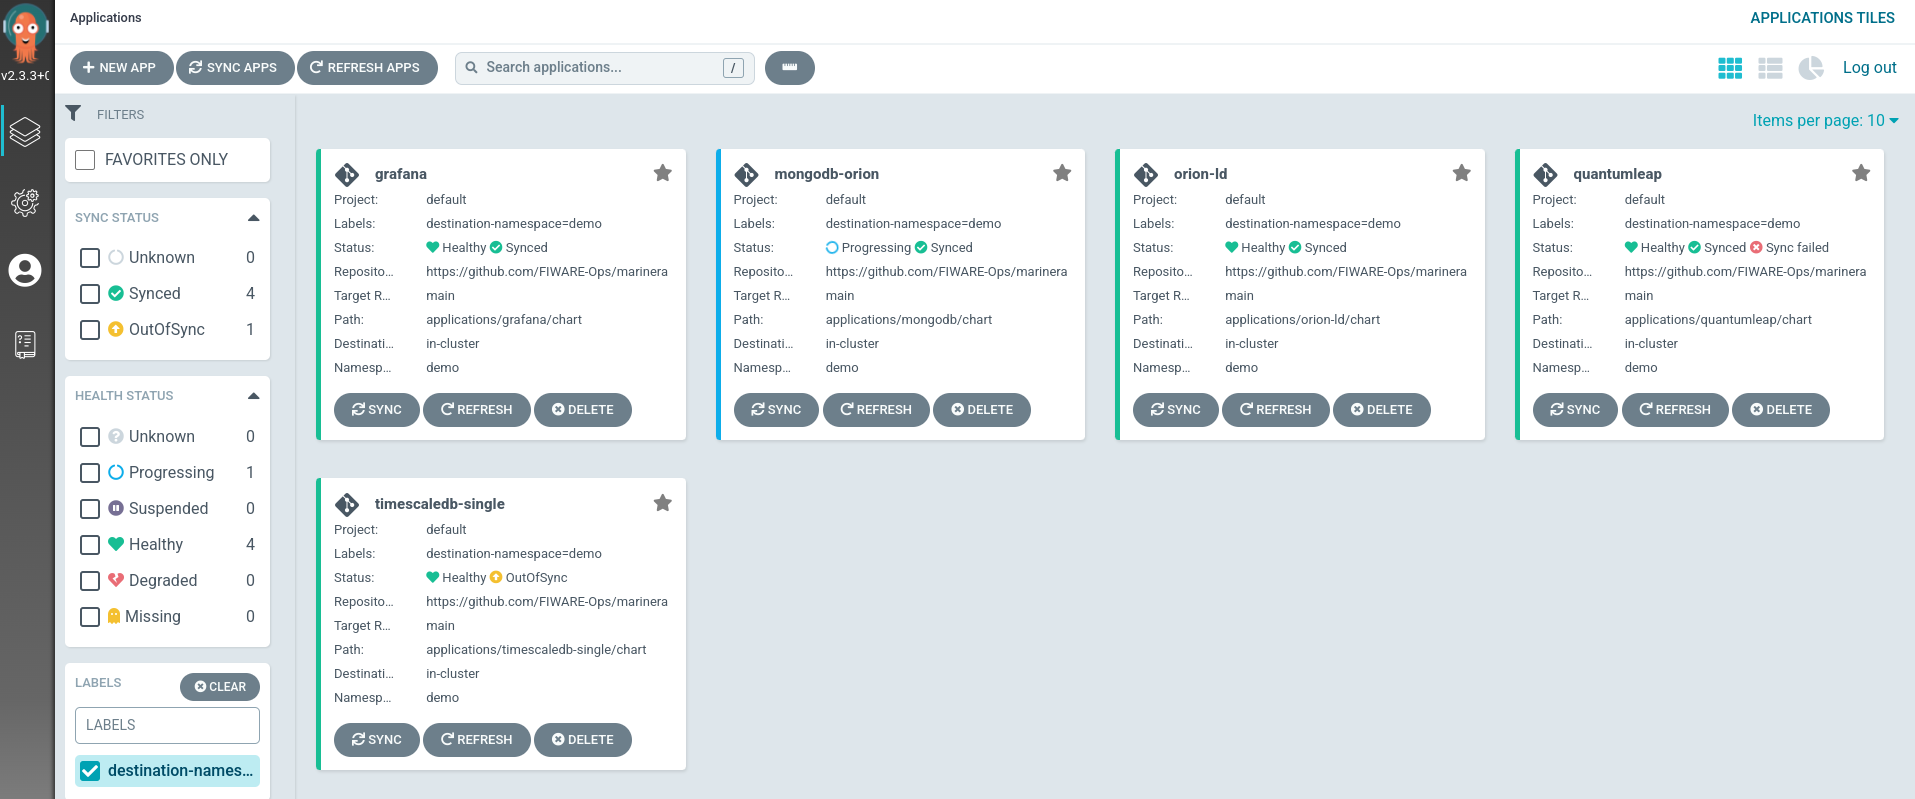 Applications
APPLICATIONS TILES
v2.3.3+
NEW APP
SYNC APPS
REFRESH APPS
Search applications...
/
Log out
FILTERS
FAVORITES ONLY
SYNC STATUS
Unknown 0
Synced 4
OutOfSync 1
HEALTH STATUS
Unknown 0
Progressing 1
Suspended 0
Healthy 4
Degraded 0
Missing 0
LABELS
CLEAR
LABELS
destination-names...
Items per page: 10
grafana
Project: default
Labels: destination-namespace=demo
Status: Healthy Synced
Reposito... https://github.com/FIWARE-Ops/marinera
Target R... main
Path: applications/grafana/chart
Destinati... in-cluster
Namesp... demo
SYNC REFRESH DELETE
mongodb-orion
Project: default
Labels: destination-namespace=demo
Status: Progressing Synced
Reposito... https://github.com/FIWARE-Ops/marinera
Target R... main
Path: applications/mongodb/chart
Destinati... in-cluster
Namesp... demo
SYNC REFRESH DELETE
orion-ld
Project: default
Labels: destination-namespace=demo
Status: Healthy Synced
Reposito... https://github.com/FIWARE-Ops/marinera
Target R... main
Path: applications/orion-ld/chart
Destinati... in-cluster
Namesp... demo
SYNC REFRESH DELETE
quantumleap
Project: default
Labels: destination-namespace=demo
Status: Healthy Synced Sync failed
Reposito... https://github.com/FIWARE-Ops/marinera
Target R... main
Path: applications/quantumleap/chart
Destinati... in-cluster
Namesp... demo
SYNC REFRESH DELETE
timescaledb-single
Project: default
Labels: destination-namespace=demo
Status: Healthy OutOfSync
Reposito... https://github.com/FIWARE-Ops/marinera
Target R... main
Path: applications/timescaledb-single/chart
Destinati... in-cluster
Namesp... demo
SYNC REFRESH DELETE